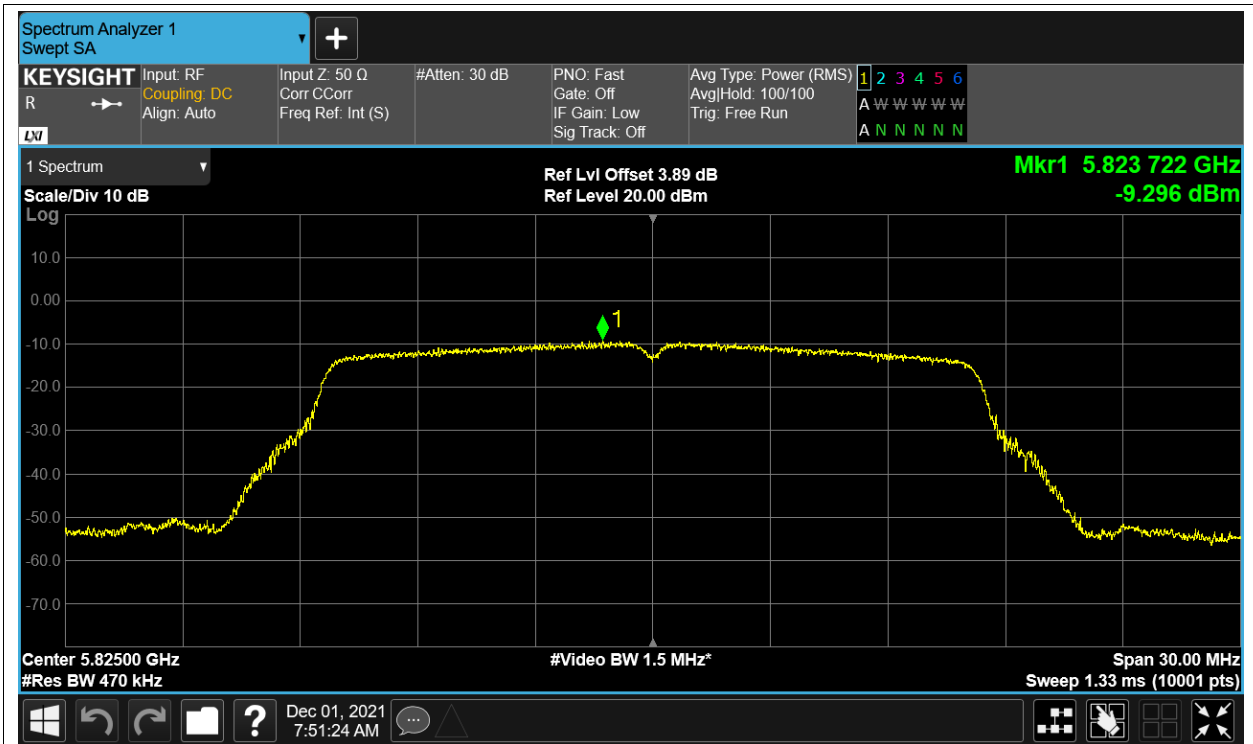 Spectrum Analyzer 1
Swept SA
KEYSIGHT
R
LXI
Input: RF
Coupling: DC
Align: Auto
Input Z: 50 Ω
Corr CCorr
Freq Ref: Int (S)
#Atten: 30 dB
PNO: Fast
Gate: Off
IF Gain: Low
Sig Track: Off
Avg Type: Power (RMS)
Avg|Hold: 100/100
Trig: Free Run
1 2 3 4 5 6
A W W W W W
A N N N N N
1 Spectrum
Scale/Div 10 dB
Log
Ref Lvl Offset 3.89 dB
Ref Level 20.00 dBm
Mkr1 5.823 722 GHz
-9.296 dBm
10.0
0.00
1
-10.0
-20.0
-30.0
-40.0
-50.0
-60.0
-70.0
Center 5.82500 GHz
#Video BW 1.5 MHz*
Span 30.00 MHz
#Res BW 470 kHz
Sweep 1.33 ms (10001 pts)
?
Dec 01, 2021
7:51:24 AM